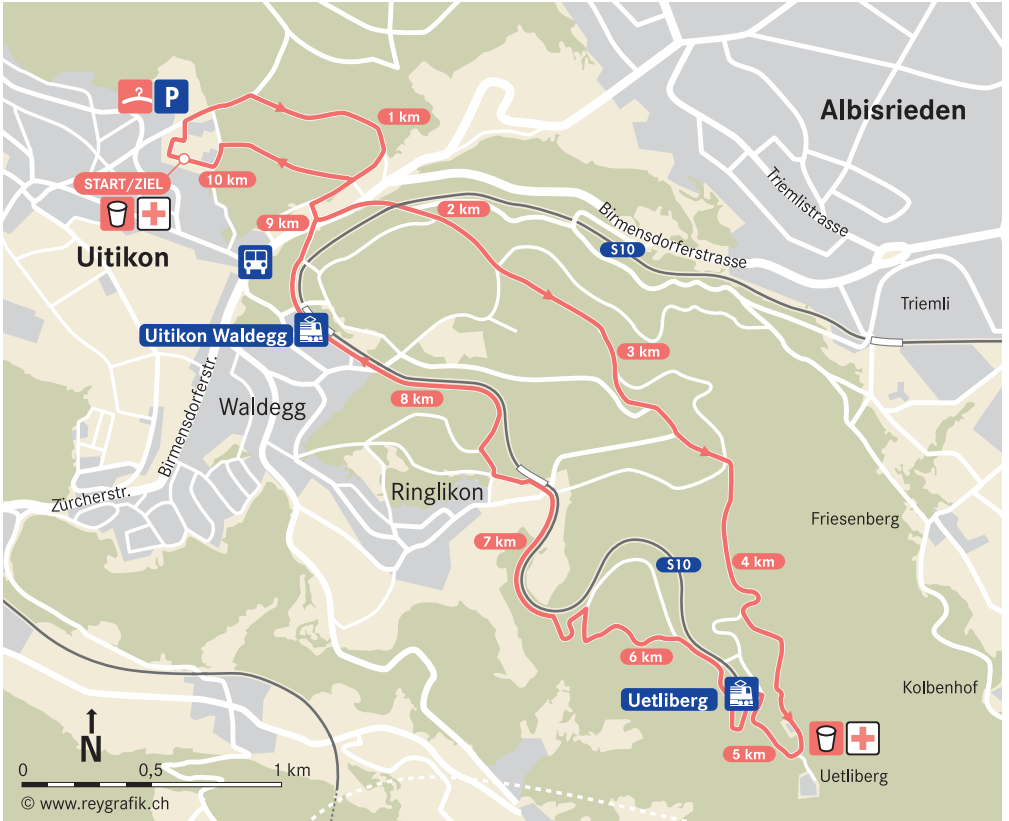 P
1 km
Albisrieden
START/ZIEL
10 km
Triemlistrasse
2 km
9 km
Birmensdorferstrasse
S10
Uitikon
Triemli
Uitikon Waldegg
3 km
8 km
Waldegg
Birmensdorferstr.
Ringlikon
Zürcherstr.
Friesenberg
7 km
S10
4 km
6 km
Kolbenhof
Uetliberg
N
5 km
Uetliberg
0 0,5 1 km
© www.reygrafik.ch